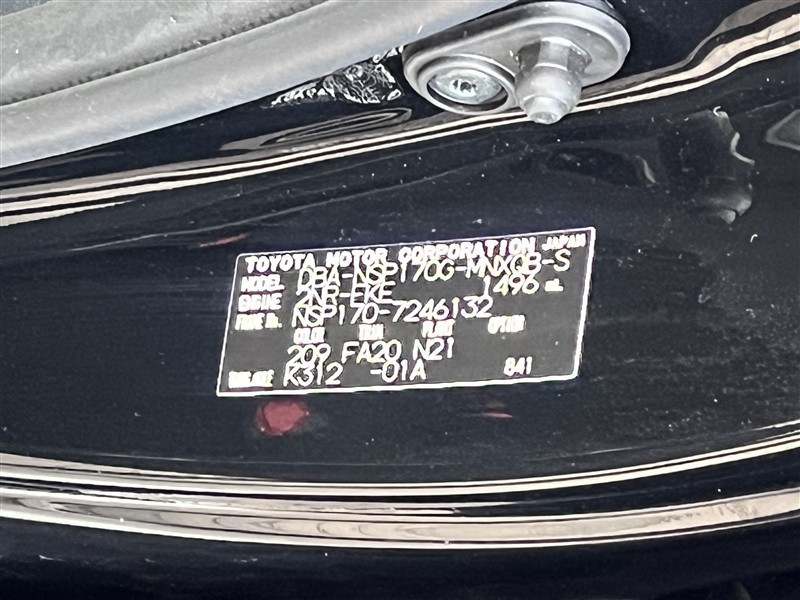 TOYOTA MOTOR CORPORATION JAPAN
MODEL DBA-NSP170G-MNXQB-S
ENGINE 2NR-FKE 1496 mL
FRAME No. NSP170-7246132
COLOR TRIM PLANT OPTION
209 FA20 N21
TRANS./AXLE K312 -01A 841